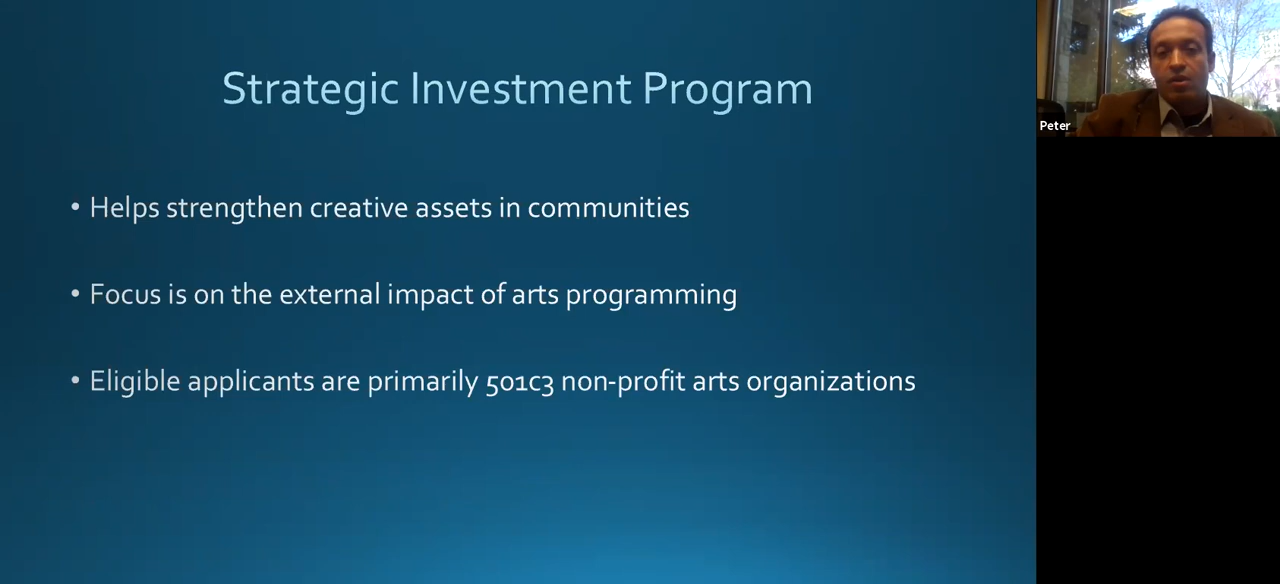 Strategic Investment Program
• Helps strengthen creative assets in communities
• Focus is on the external impact of arts programming
• Eligible applicants are primarily 501c3 non-profit arts organizations
Peter